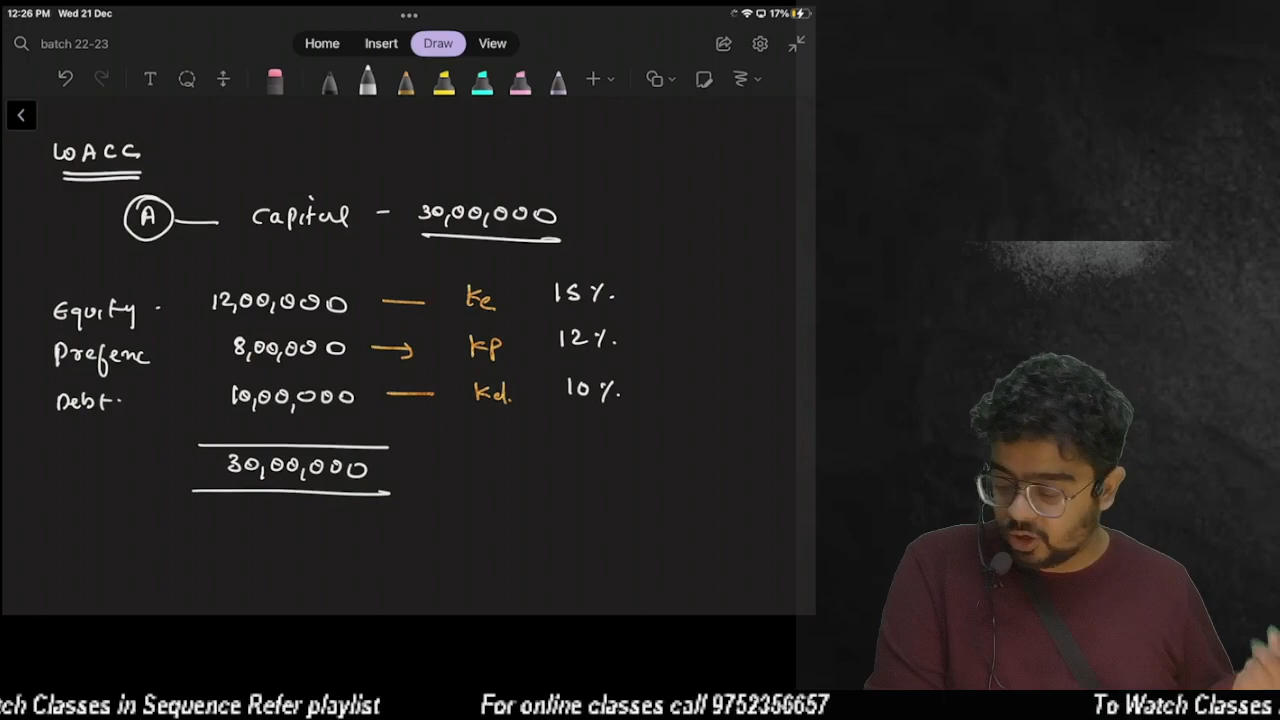 12:26 PM Wed 21 Dec
17%
batch 22-23
Home Insert Draw View
WACC
A — capital - 30,00,000
Equity. 12,00,000 — Ke 15%.
Prefenc 8,00,000 → Kp 12%.
Debt. 10,00,000 — Kd. 10%.
30,00,000
tch Classes in Sequence Refer playlist For online classes call 9752356657 To Watch Classes